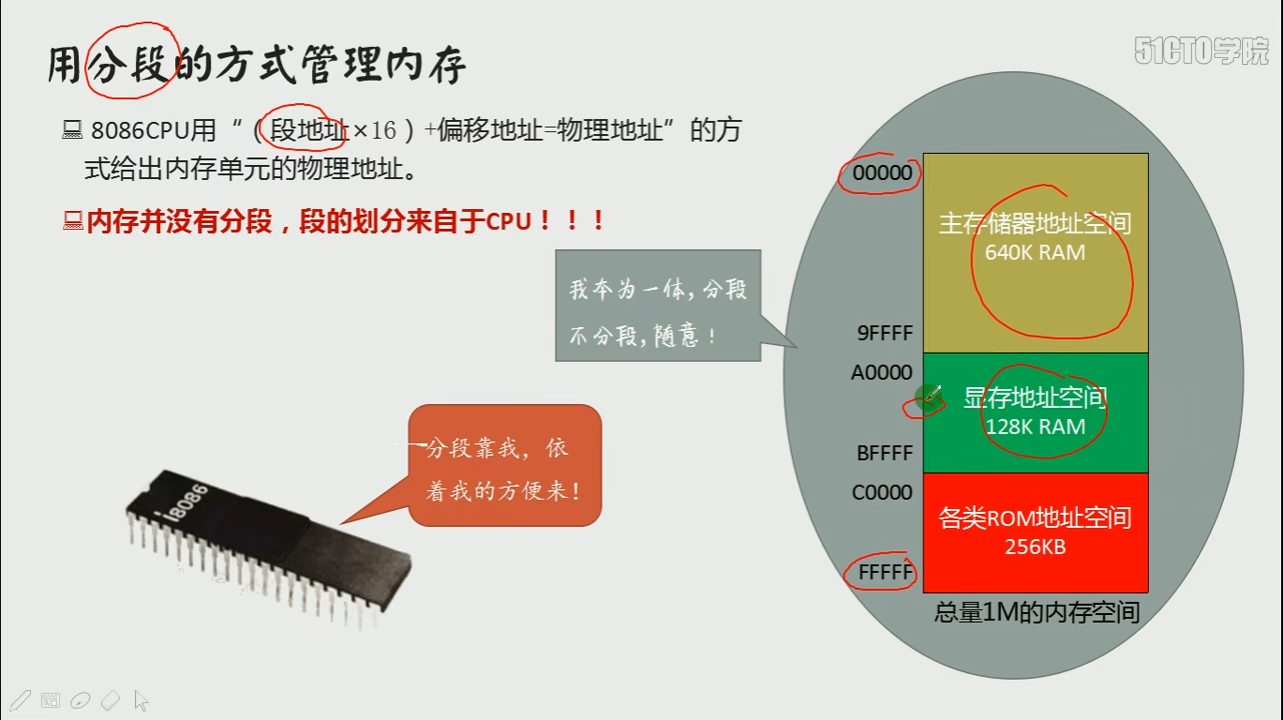 用分段的方式管理内存
51CTO学院
8086CPU用“（段地址×16）+偏移地址=物理地址”的方
式给出内存单元的物理地址。
内存并没有分段，段的划分来自于CPU！！！
我本为一体,分段
不分段,随意！
分段靠我，依
着我的方便来！
i8086
00000
主存储器地址空间
640K RAM
9FFFF
A0000
显存地址空间
128K RAM
BFFFF
C0000
各类ROM地址空间
256KB
FFFFF
总量1M的内存空间